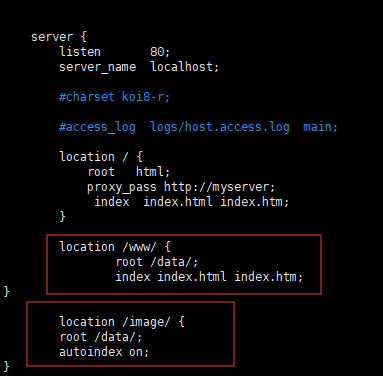 server {
listen       80;
server_name  localhost;
#charset koi8-r;
#access_log  logs/host.access.log  main;
location / {
root   html;
proxy_pass http://myserver;
index  index.html index.htm;
}
location /www/ {
root /data/;
index index.html index.htm;
}
location /image/ {
root /data/;
autoindex on;
}